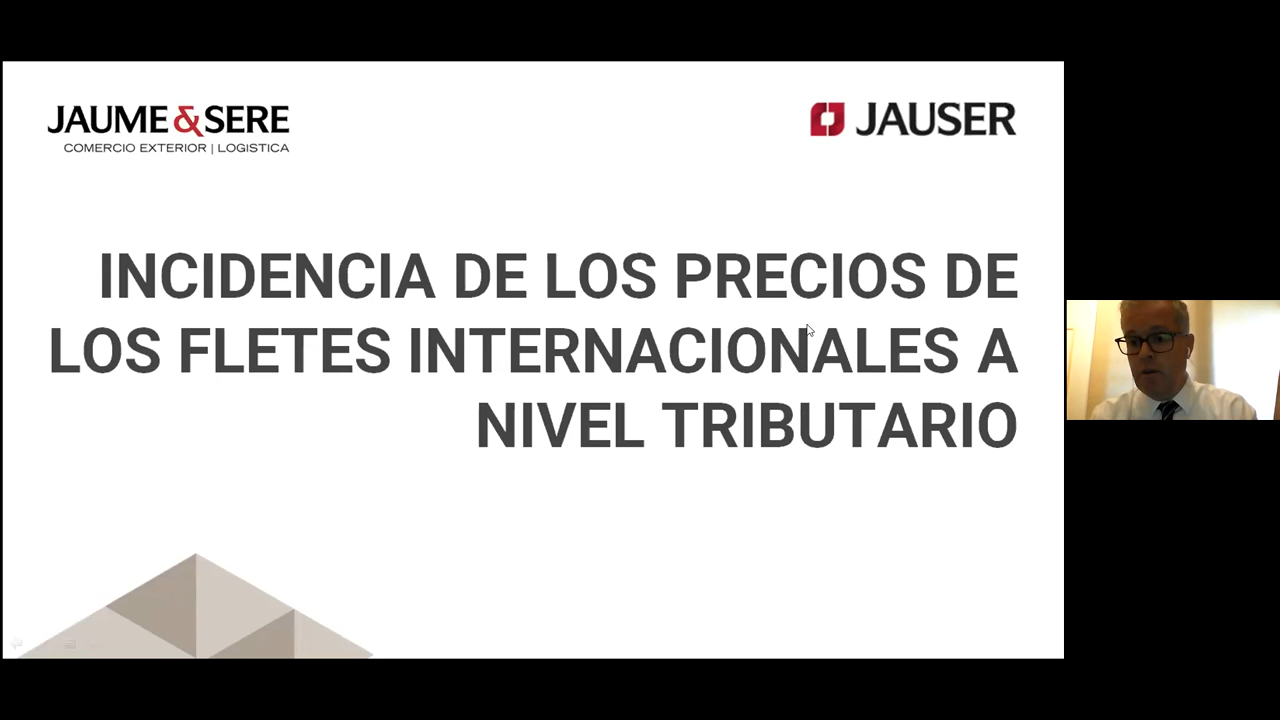 JAUME&SERE
COMERCIO EXTERIOR | LOGISTICA
JAUSER
INCIDENCIA DE LOS PRECIOS DE
LOS FLETES INTERNACIONALES A
NIVEL TRIBUTARIO